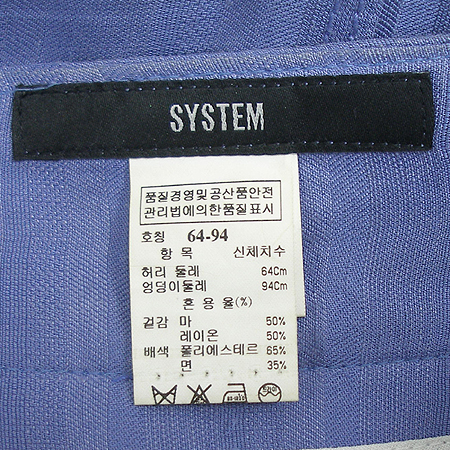 SYSTEM
품질경영및공산품안전
관리법에의한품질표시
호칭 64-94
항 목 신체치수
허리 둘레 64Cm
엉덩이둘레 94Cm
혼 용 율(%)
겉감 마 50%
레이온 50%
배색 폴리에스테르 65%
면 35%